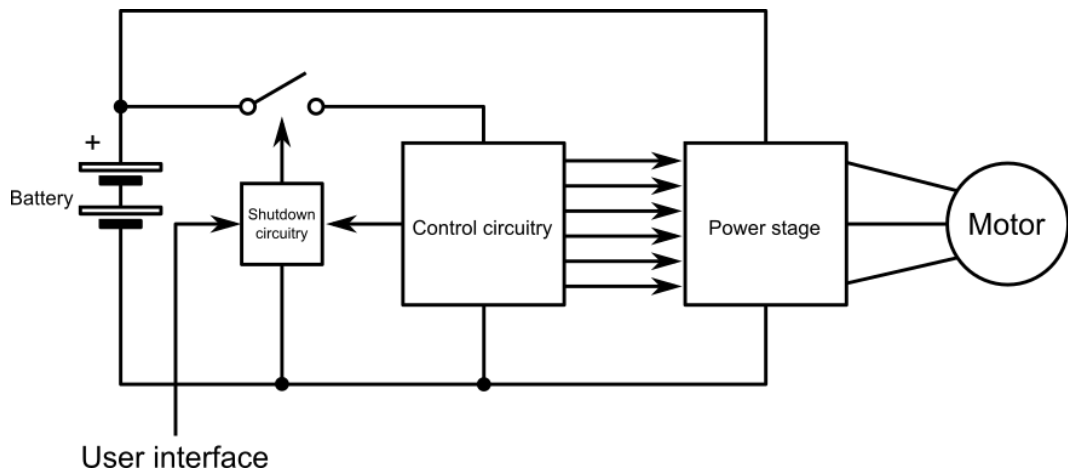 +
Battery
Shutdown
circuitry
Control circuitry
Power stage
Motor
User interface